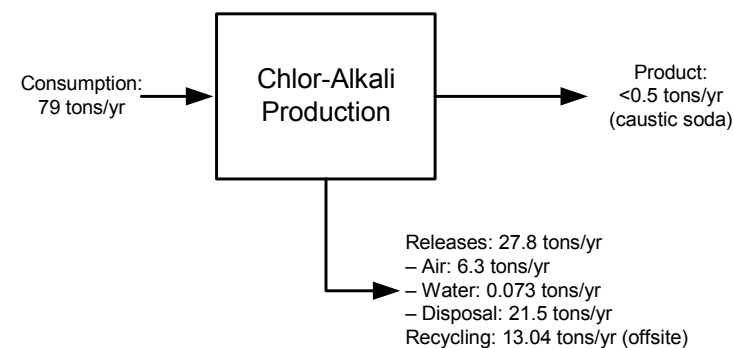 Consumption:
79 tons/yr
Chlor-Alkali
Production
Product:
<0.5 tons/yr
(caustic soda)
Releases: 27.8 tons/yr
– Air: 6.3 tons/yr
– Water: 0.073 tons/yr
– Disposal: 21.5 tons/yr
Recycling: 13.04 tons/yr (offsite)